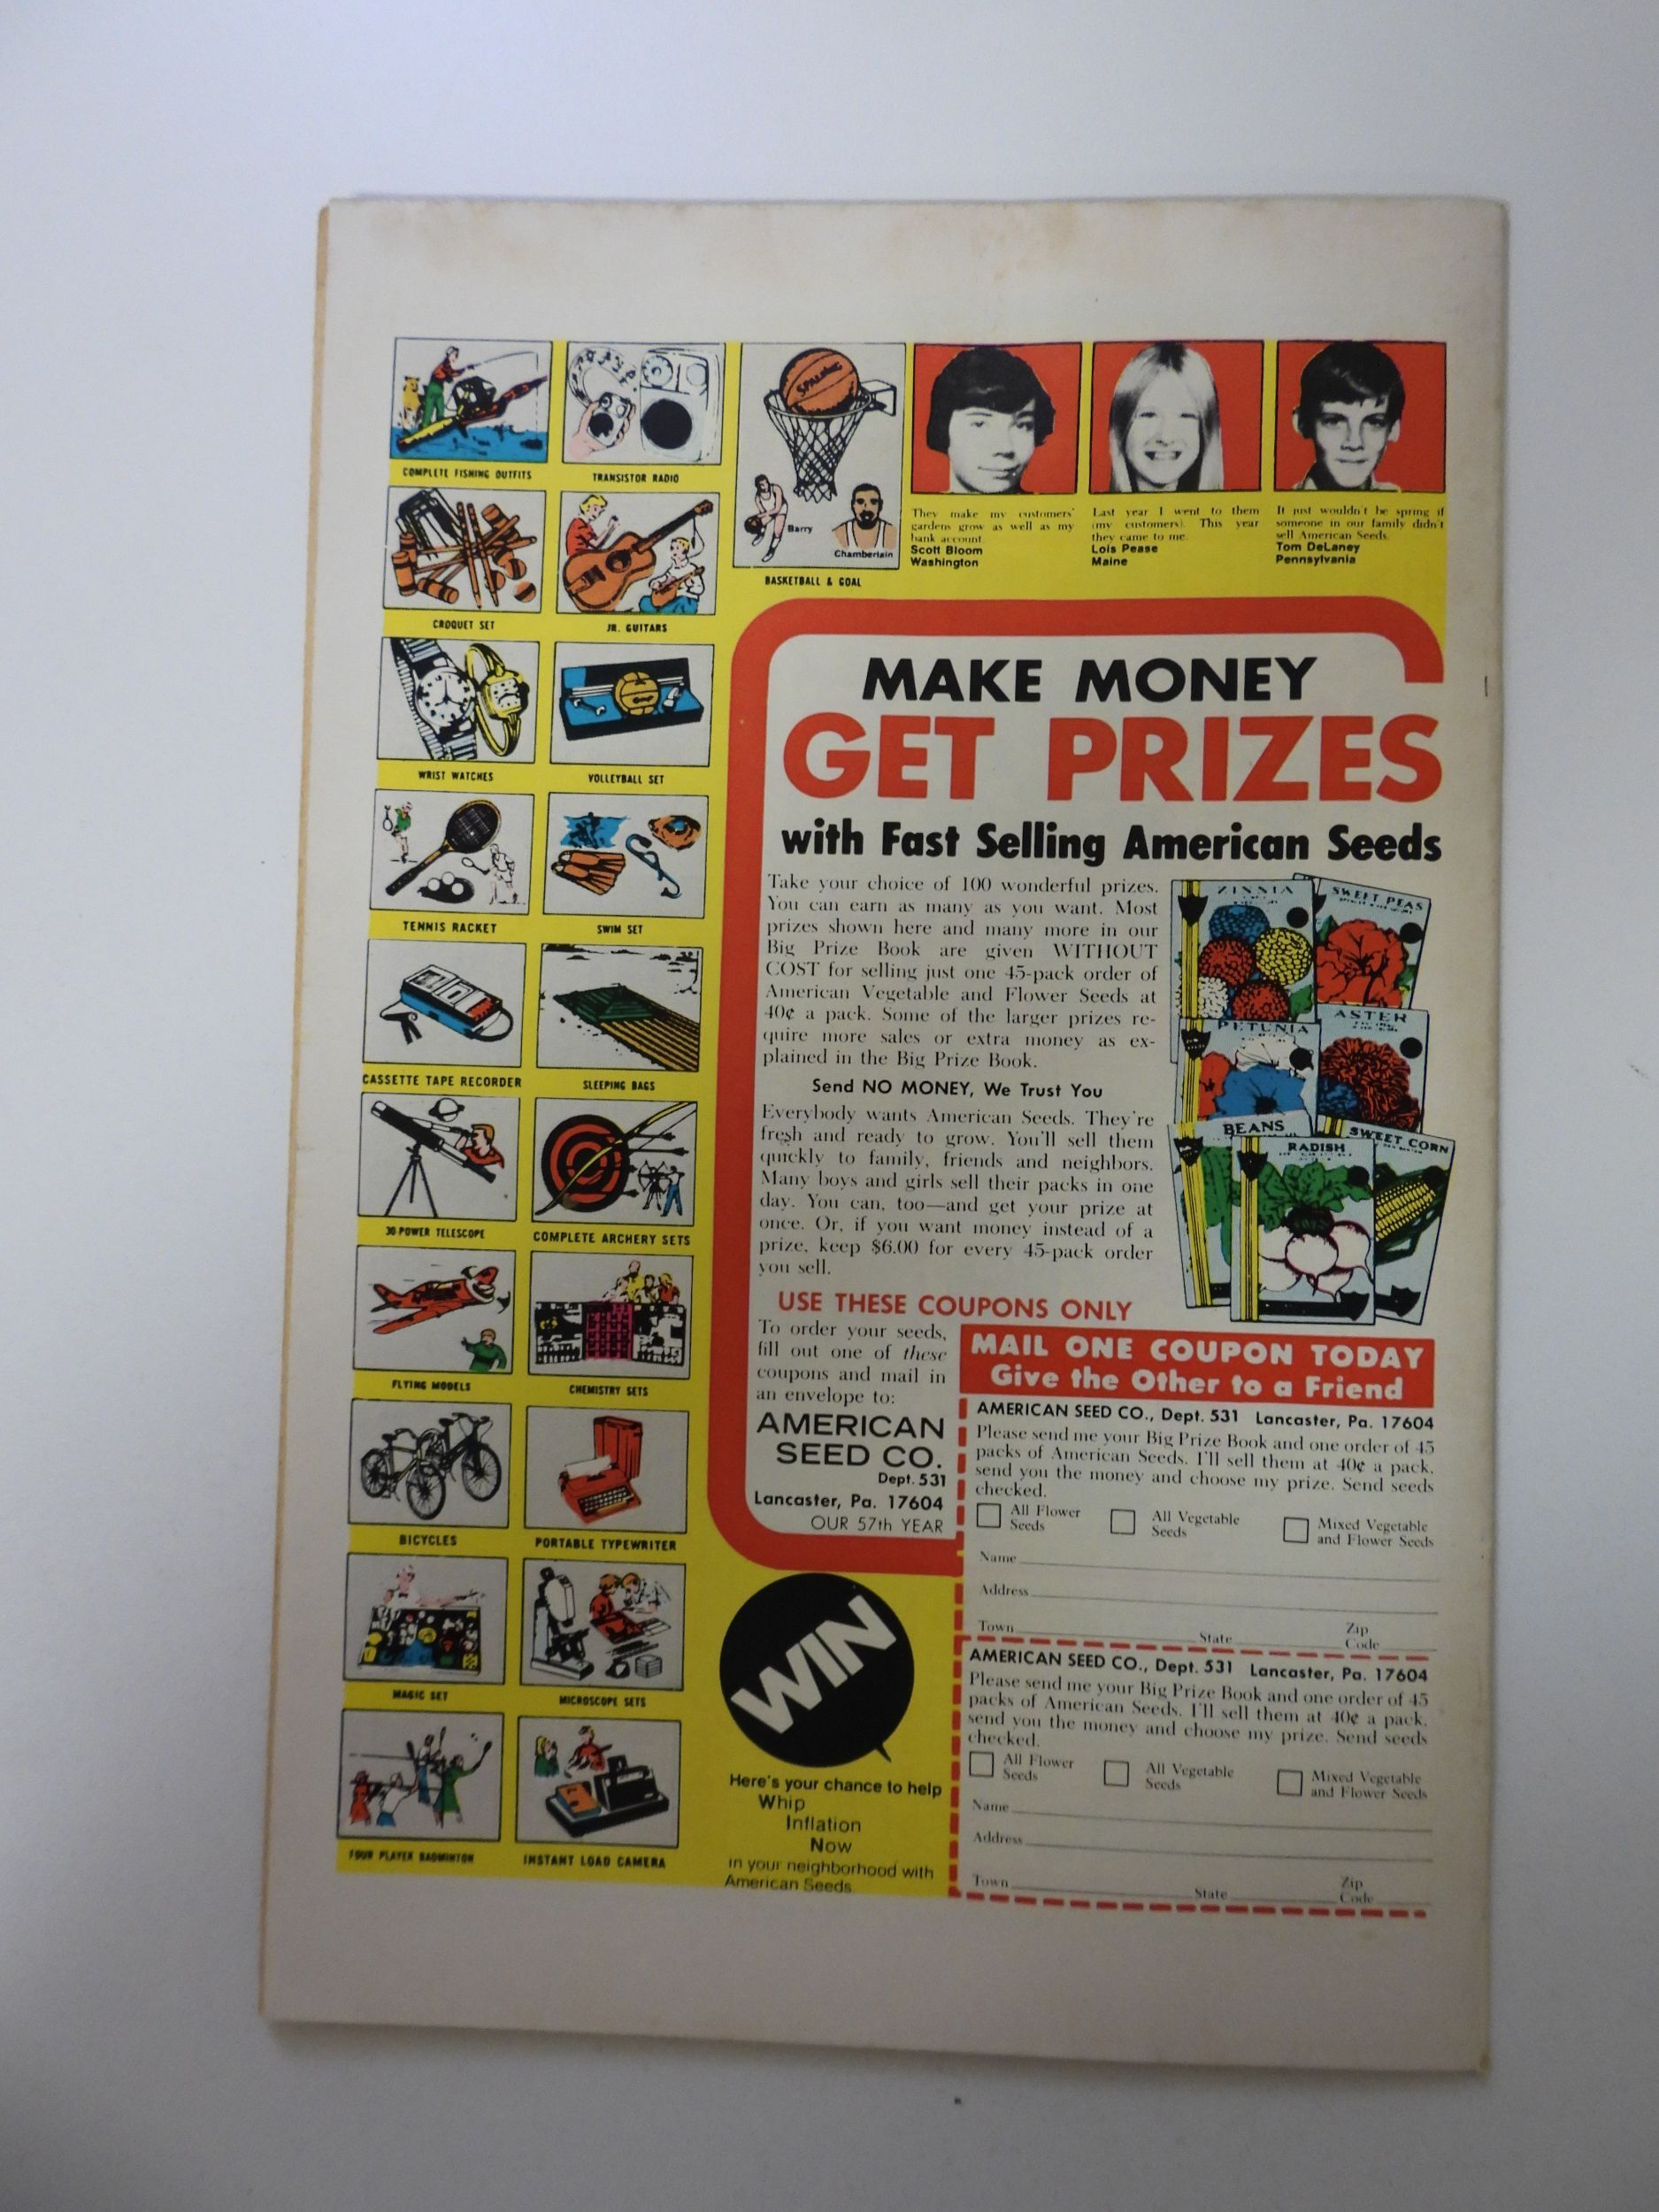 COMPLETE FISHING OUTFITS
TRANSISTOR RADIO
CROQUET SET
JR. GUITARS
WRIST WATCHES
VOLLEYBALL SET
TENNIS RACKET
SWIM SET
CASSETTE TAPE RECORDER
SLEEPING BAGS
30-POWER TELESCOPE
COMPLETE ARCHERY SETS
FLYING MODELS
CHEMISTRY SETS
BICYCLES
PORTABLE TYPEWRITER
MAGIC SET
MICROSCOPE SETS
FOUR PLAYER BADMINTON
INSTANT LOAD CAMERA
SPALDING
Barry
Chamberlain
BASKETBALL & GOAL
They make my customers'
gardens grow as well as my
bank account.
Scott Bloom
Washington
Last year I went to them
(my customers). This year
they came to me.
Lois Pease
Maine
It just wouldn't be spring if
someone in our family didn't
sell American Seeds.
Tom DeLaney
Pennsylvania
MAKE MONEY
GET PRIZES
with Fast Selling American Seeds
Take your choice of 100 wonderful prizes.
You can earn as many as you want. Most
prizes shown here and many more in our
Big Prize Book are given WITHOUT
COST for selling just one 45-pack order of
American Vegetable and Flower Seeds at
40¢ a pack. Some of the larger prizes re-
quire more sales or extra money as ex-
plained in the Big Prize Book.
Send NO MONEY, We Trust You
Everybody wants American Seeds. They're
fresh and ready to grow. You'll sell them
quickly to family, friends and neighbors.
Many boys and girls sell their packs in one
day. You can, too—and get your prize at
once. Or, if you want money instead of a
prize, keep $6.00 for every 45-pack order
you sell.
ZINNIA
SWEET PEAS
PETUNIA
ASTER
BEANS
RADISH
SWEET CORN
USE THESE COUPONS ONLY
To order your seeds,
fill out one of these
coupons and mail in
an envelope to:
AMERICAN
SEED CO.
Dept. 531
Lancaster, Pa. 17604
OUR 57th YEAR
MAIL ONE COUPON TODAY
Give the Other to a Friend
AMERICAN SEED CO., Dept. 531 Lancaster, Pa. 17604
Please send me your Big Prize Book and one order of 45
packs of American Seeds. I'll sell them at 40¢ a pack,
send you the money and choose my prize. Send seeds
checked.
All Flower
Seeds
All Vegetable
Seeds
Mixed Vegetable
and Flower Seeds
Name
Address
Town State Zip
Code
AMERICAN SEED CO., Dept. 531 Lancaster, Pa. 17604
Please send me your Big Prize Book and one order of 45
packs of American Seeds. I'll sell them at 40¢ a pack,
send you the money and choose my prize. Send seeds
checked.
All Flower
Seeds
All Vegetable
Seeds
Mixed Vegetable
and Flower Seeds
Name
Address
Town State Zip
Code
WIN
Here's your chance to help
Whip
Inflation
Now
in your neighborhood with
American Seeds